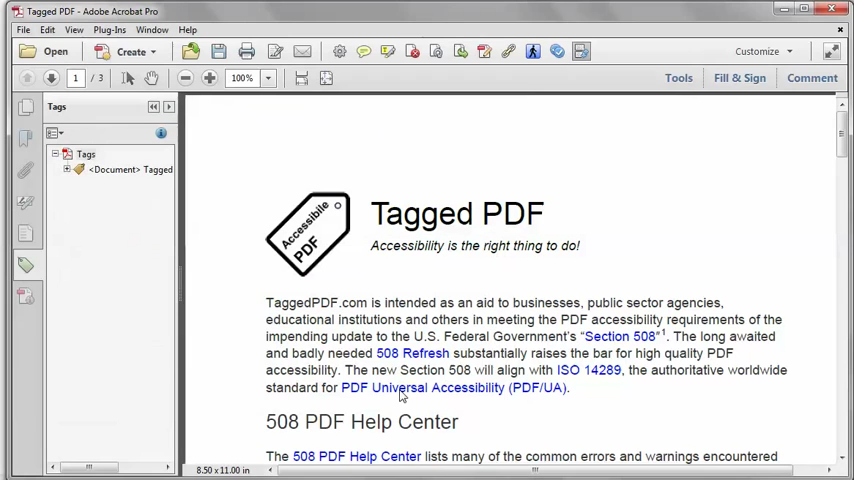 Tagged PDF - Adobe Acrobat Pro
File Edit View Plug-Ins Window Help
Open Create Customize
1 / 3 100% Tools Fill & Sign Comment
Tags
Tags
<Document> Tagged
Accessibile
PDF
Tagged PDF
Accessibility is the right thing to do!
TaggedPDF.com is intended as an aid to businesses, public sector agencies,
educational institutions and others in meeting the PDF accessibility requirements of the
impending update to the U.S. Federal Government's "Section 508"1. The long awaited
and badly needed 508 Refresh substantially raises the bar for high quality PDF
accessibility. The new Section 508 will align with ISO 14289, the authoritative worldwide
standard for PDF Universal Accessibility (PDF/UA).
508 PDF Help Center
The 508 PDF Help Center lists many of the common errors and warnings encountered
8.50 x 11.00 in